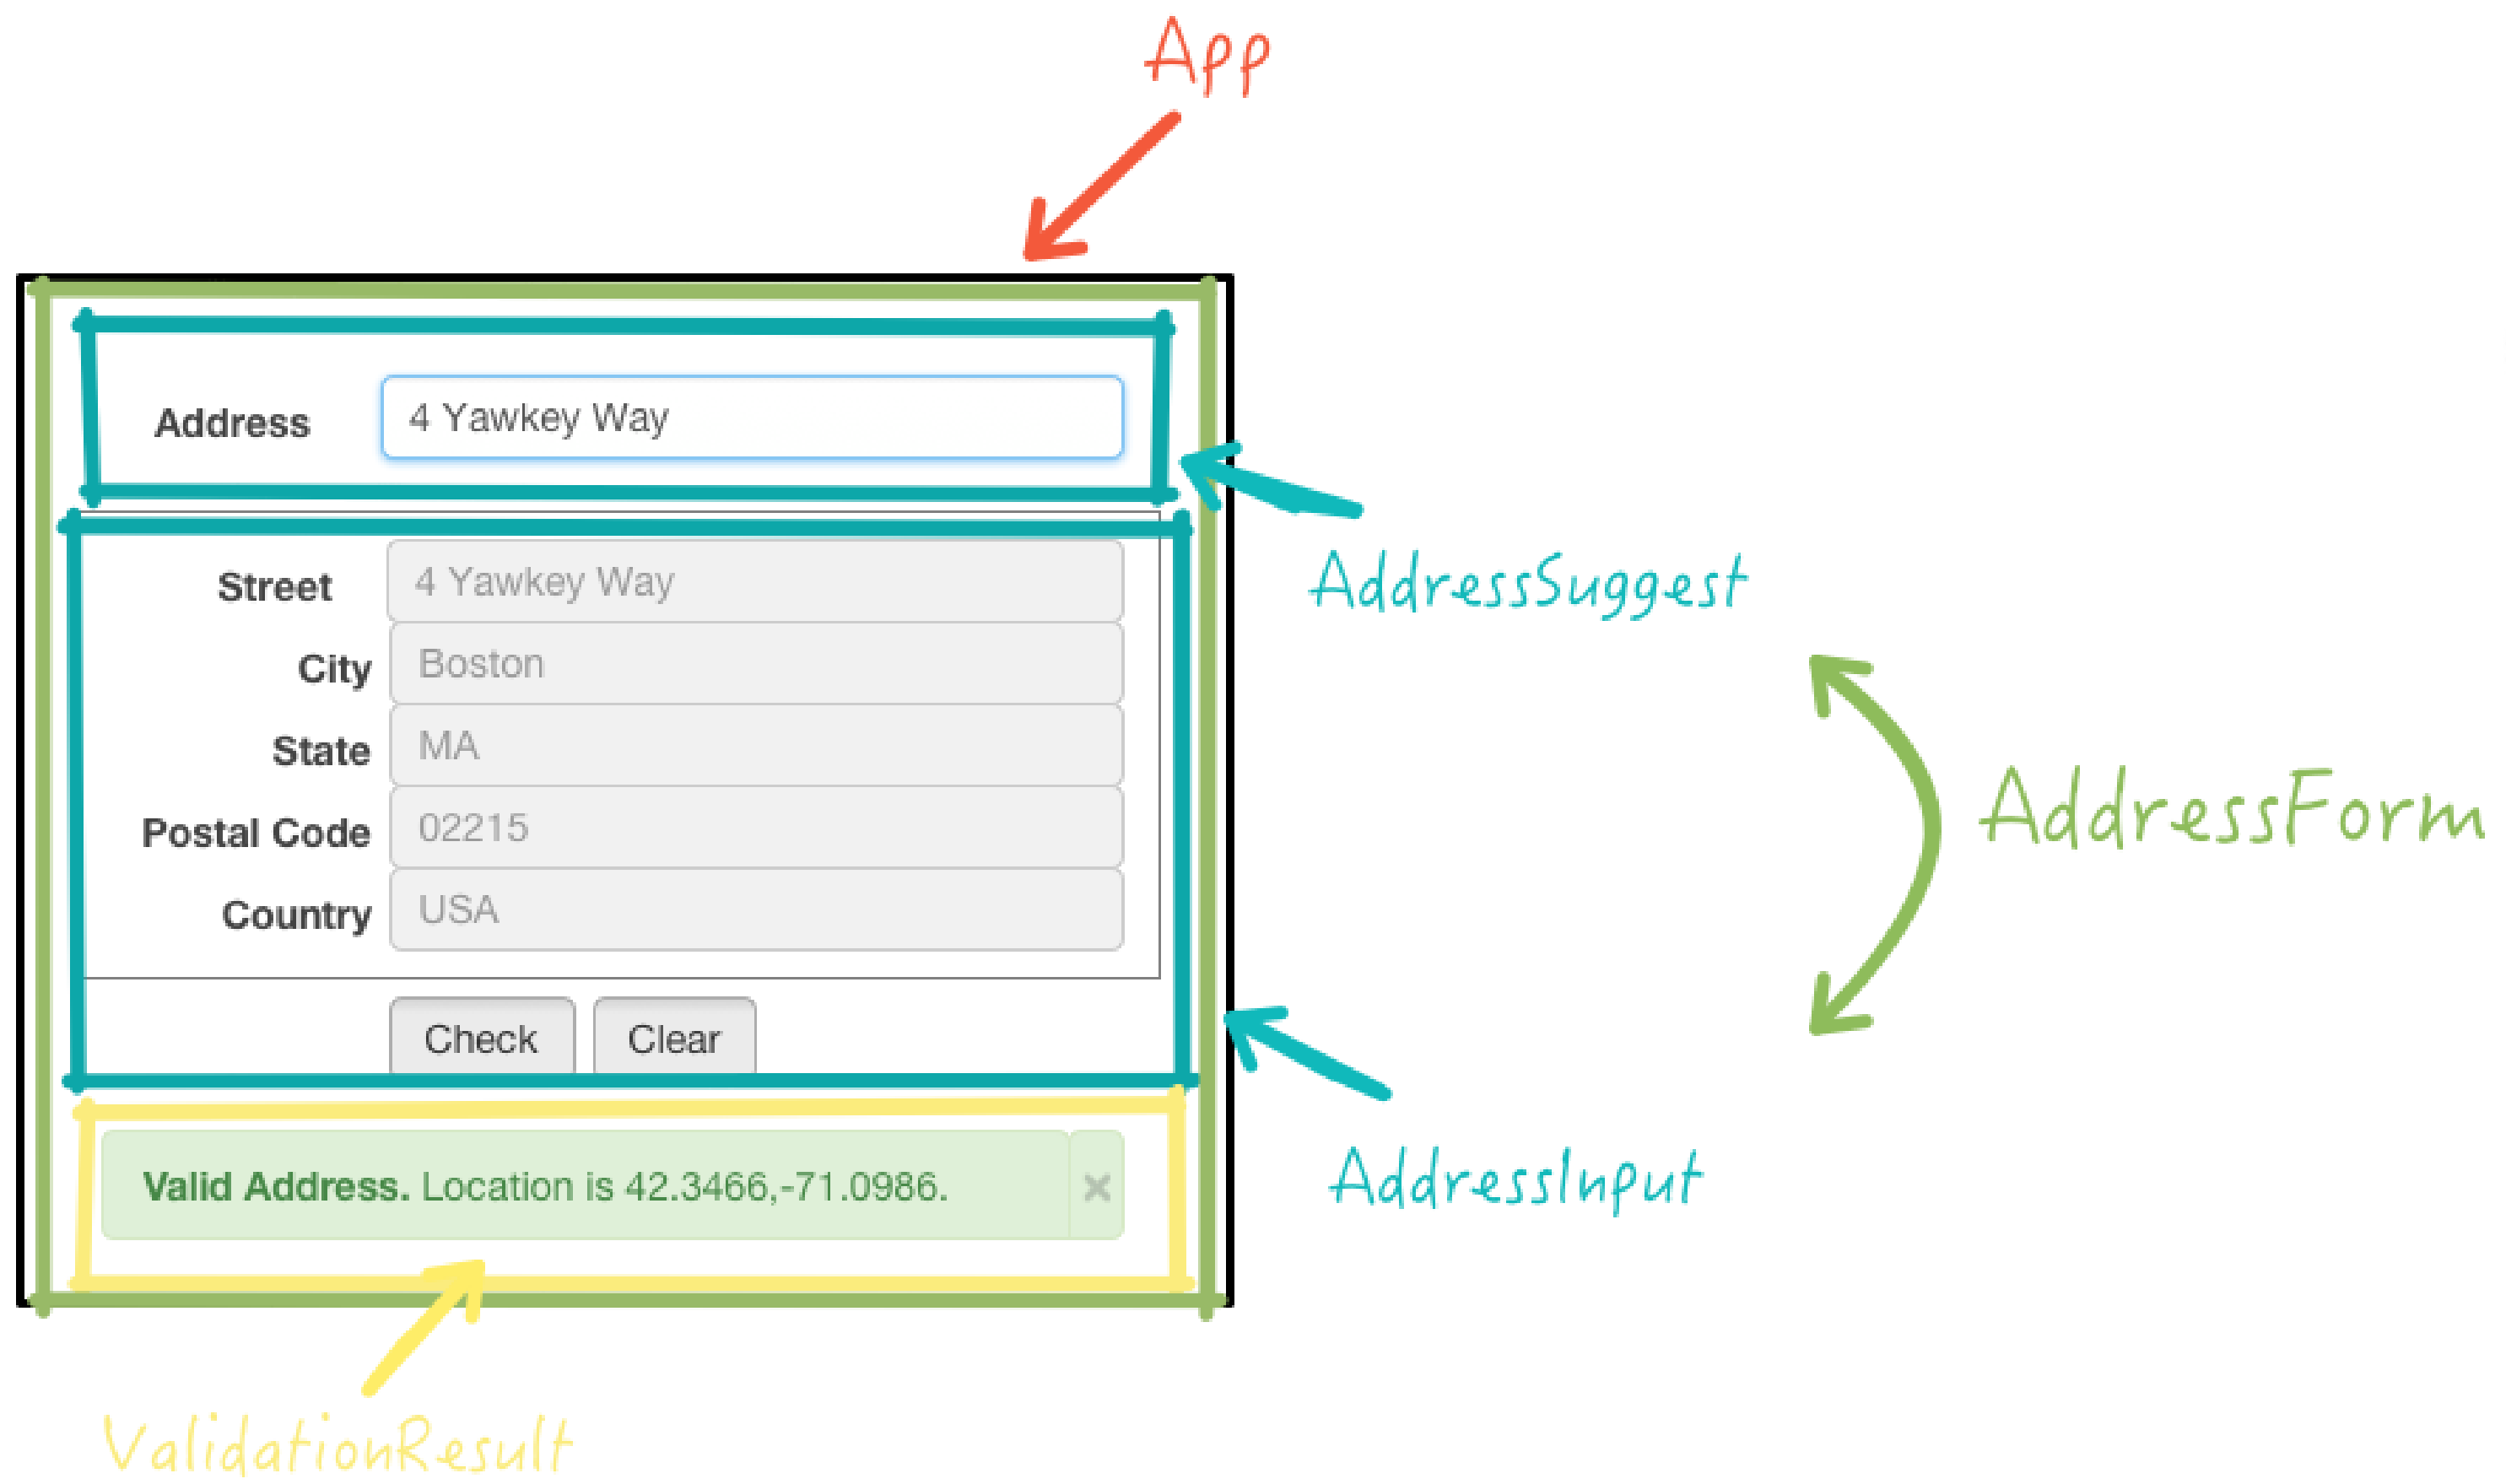 App
Address 4 Yawkey Way
AddressSuggest
Street 4 Yawkey Way
City Boston
State MA
Postal Code 02215
AddressForm
Country USA
Check Clear
AddressInput
Valid Address. Location is 42.3466,-71.0986. ×
ValidationResult